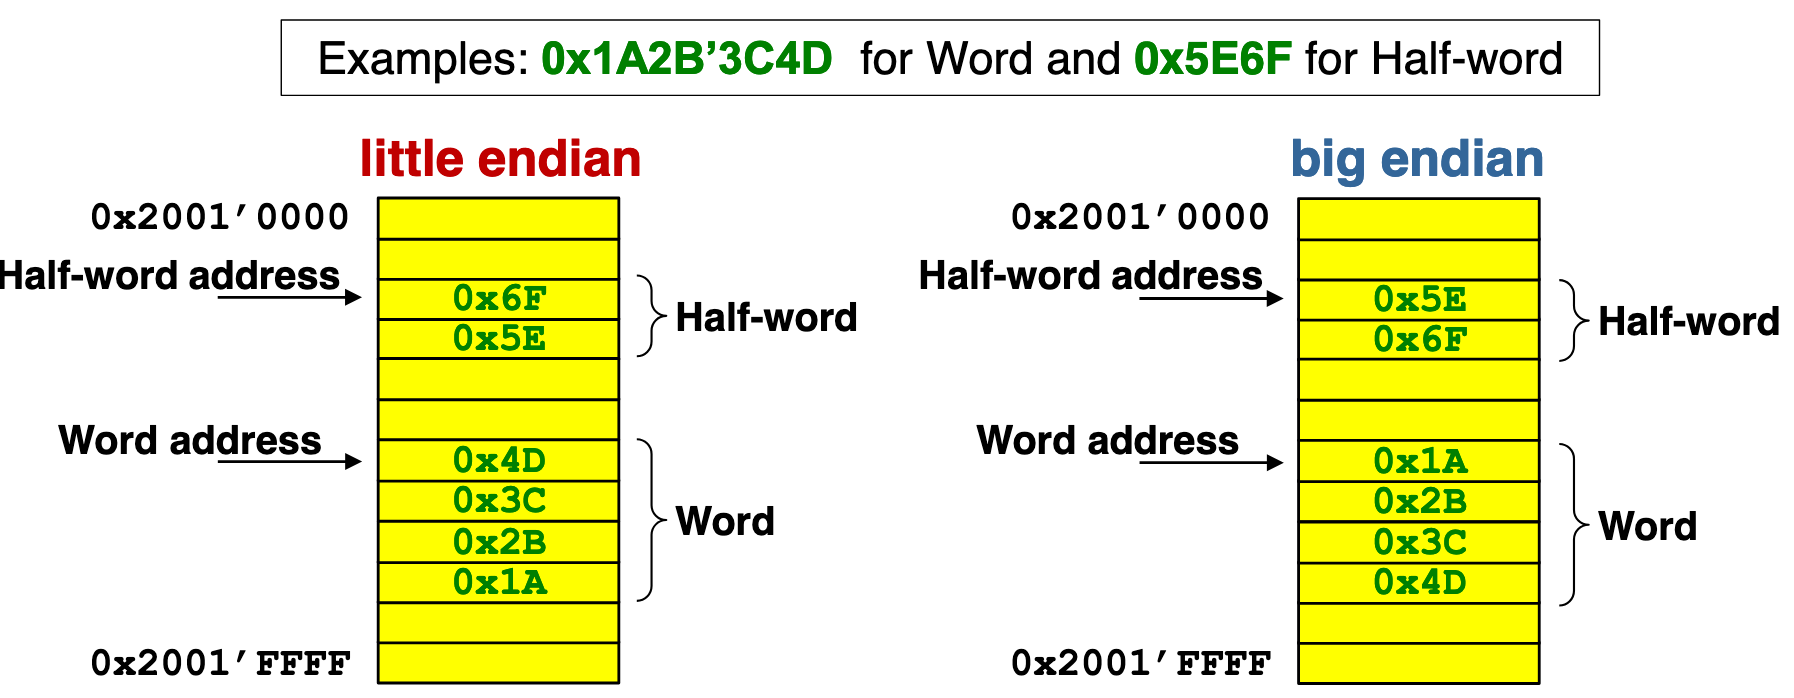 Examples: 0x1A2B’3C4D for Word and 0x5E6F for Half-word
little endian
0x2001’0000
Half-word address
0x6F
0x5E
Half-word
Word address
0x4D
0x3C
0x2B
0x1A
Word
0x2001’FFFF
big endian
0x2001’0000
Half-word address
0x5E
0x6F
Half-word
Word address
0x1A
0x2B
0x3C
0x4D
Word
0x2001’FFFF